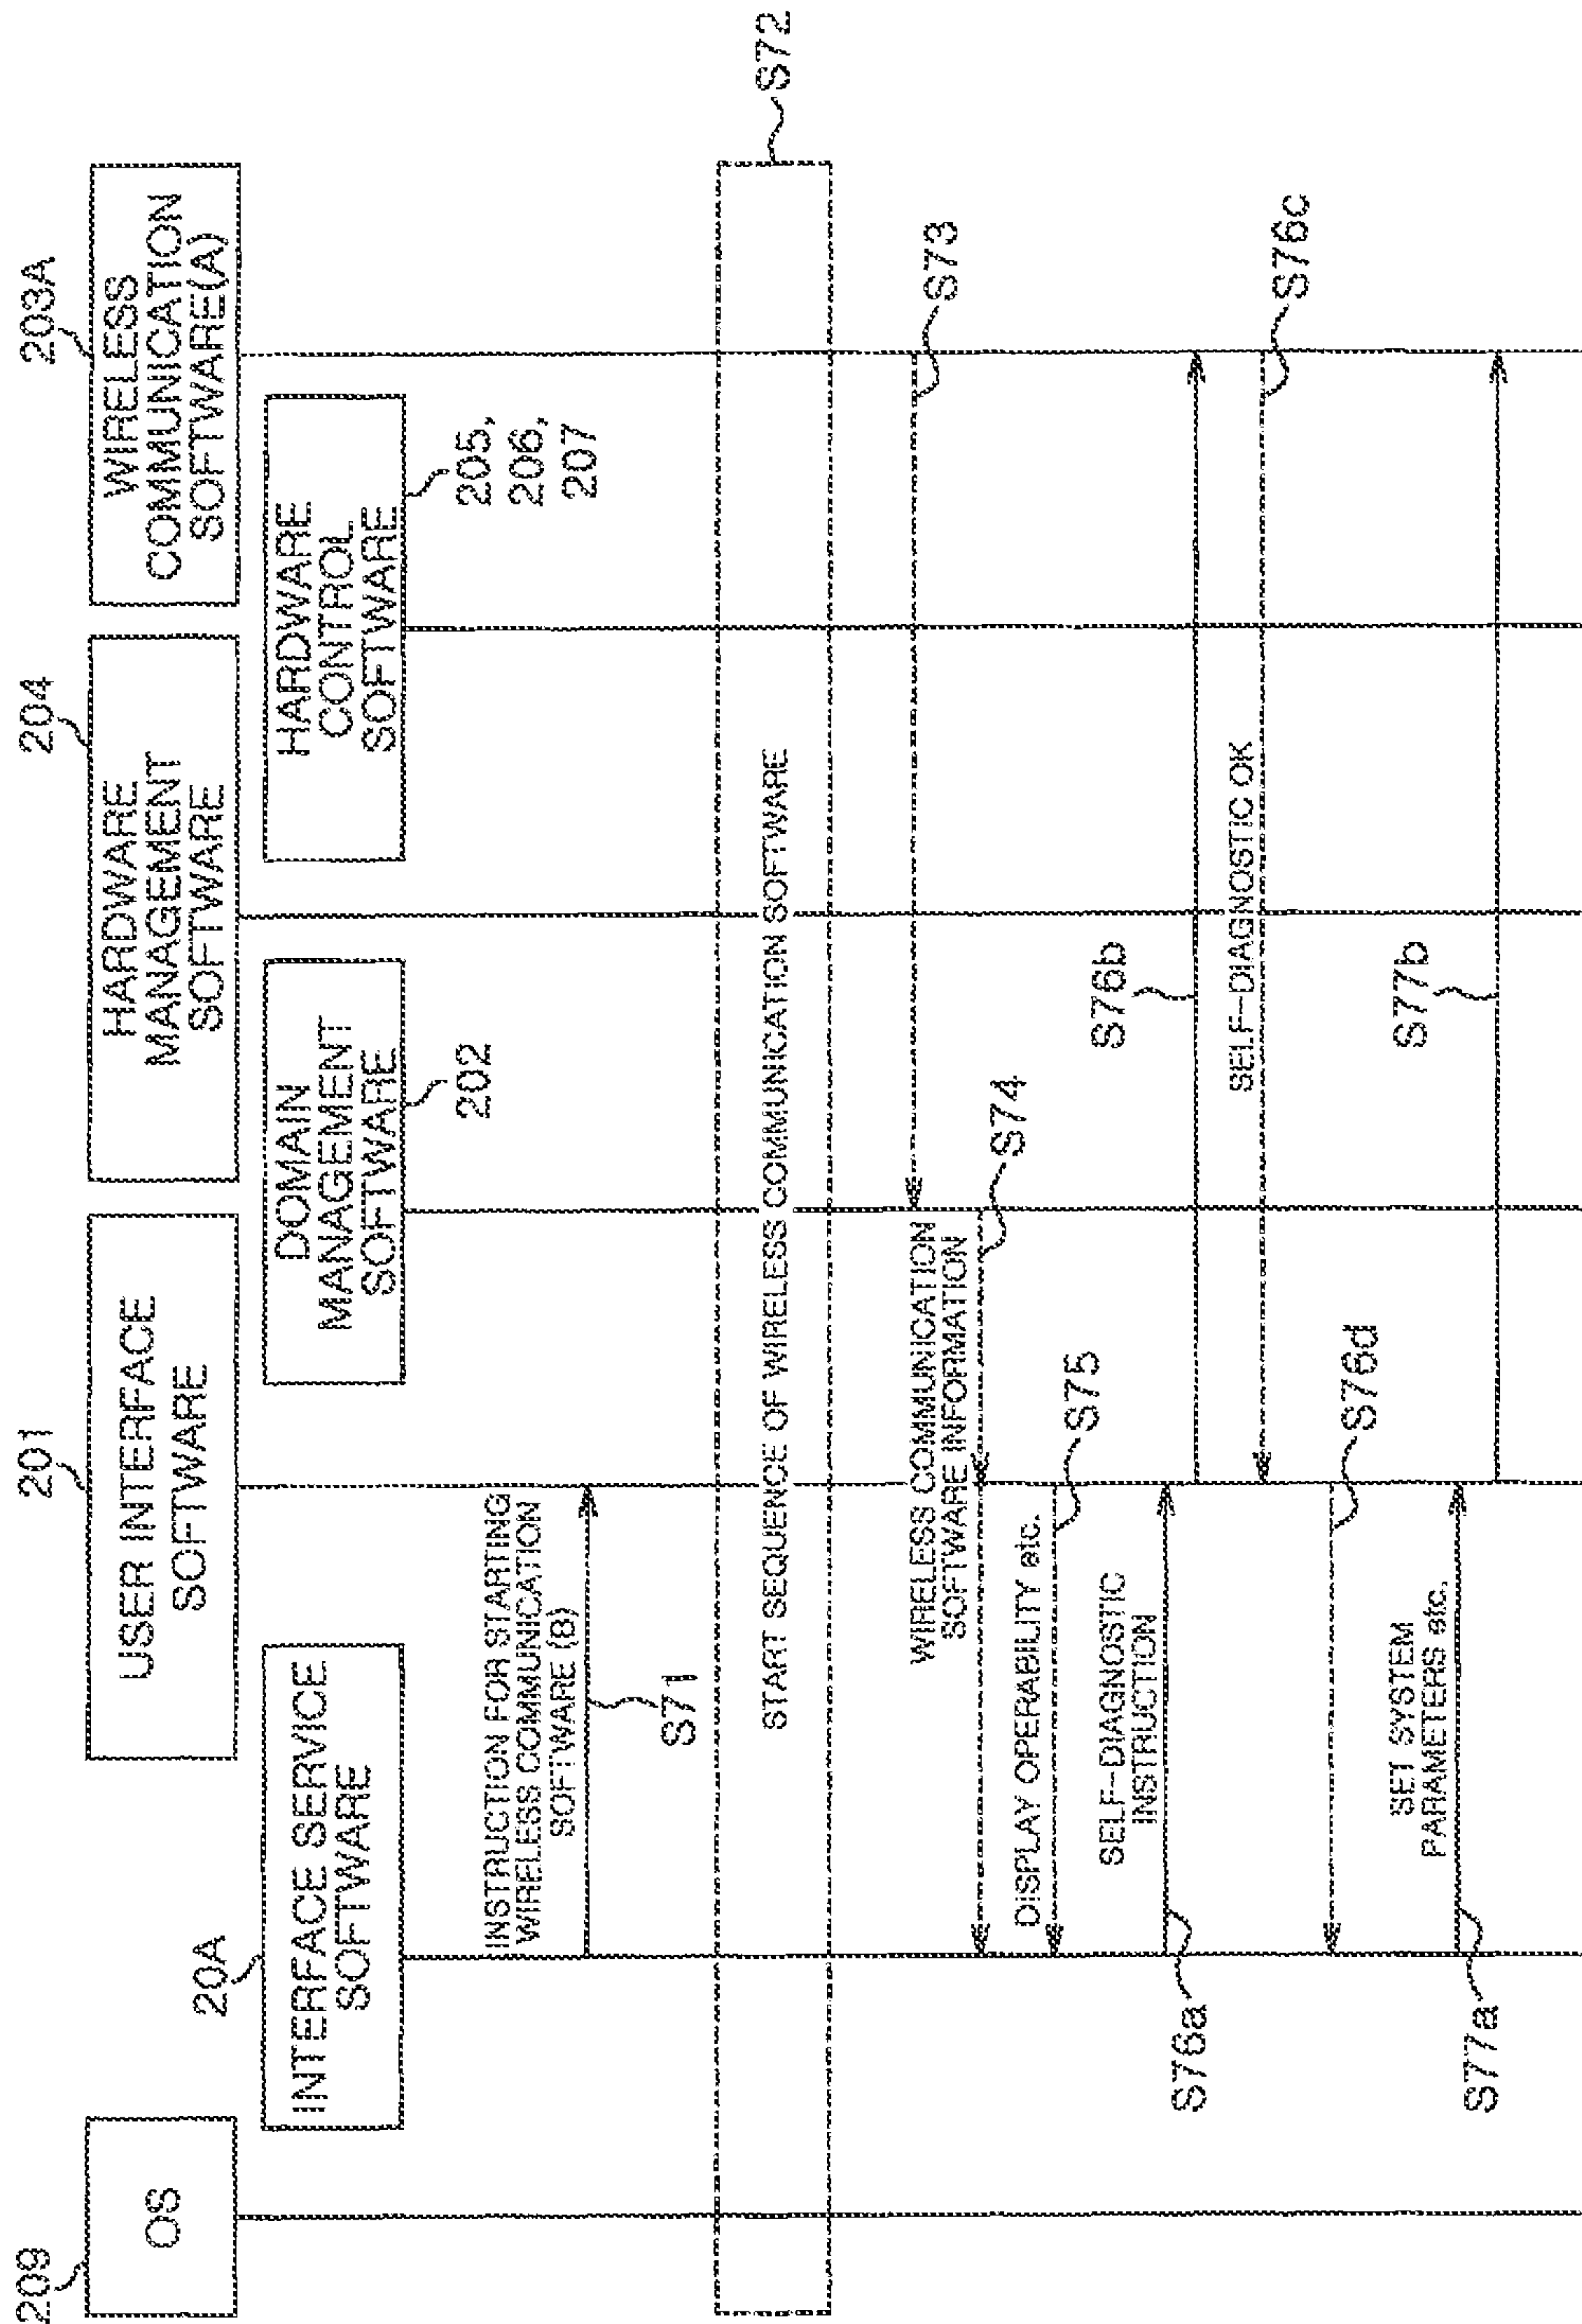 209
OS
20A
INTERFACE SERVICE
SOFTWARE
201
USER INTERFACE
SOFTWARE
DOMAIN
MANAGEMENT
SOFTWARE
202
204
HARDWARE
MANAGEMENT
SOFTWARE
HARDWARE
CONTROL
SOFTWARE
205,
206,
207
203A
WIRELESS
COMMUNICATION
SOFTWARE(A)
INSTRUCTION FOR STARTING
WIRELESS COMMUNICATION
SOFTWARE (B)
S71
START SEQUENCE OF WIRELESS COMMUNICATION SOFTWARE
S72
S73
WIRELESS COMMUNICATION
SOFTWARE INFORMATION
S74
DISPLAY OPERABILITY etc.
S75
SELF-DIAGNOSTIC
INSTRUCTION
S76a
S76b
SELF-DIAGNOSTIC OK
S76c
S76d
SET SYSTEM
PARAMETERS etc.
S77a
S77b